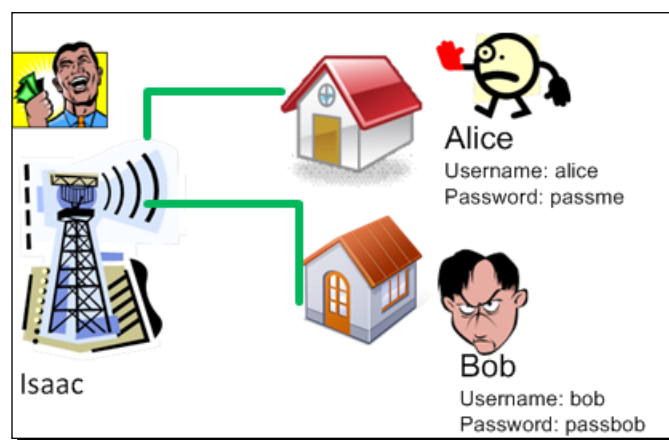 Alice
Username: alice
Password: passme
Isaac
Bob
Username: bob
Password: passbob